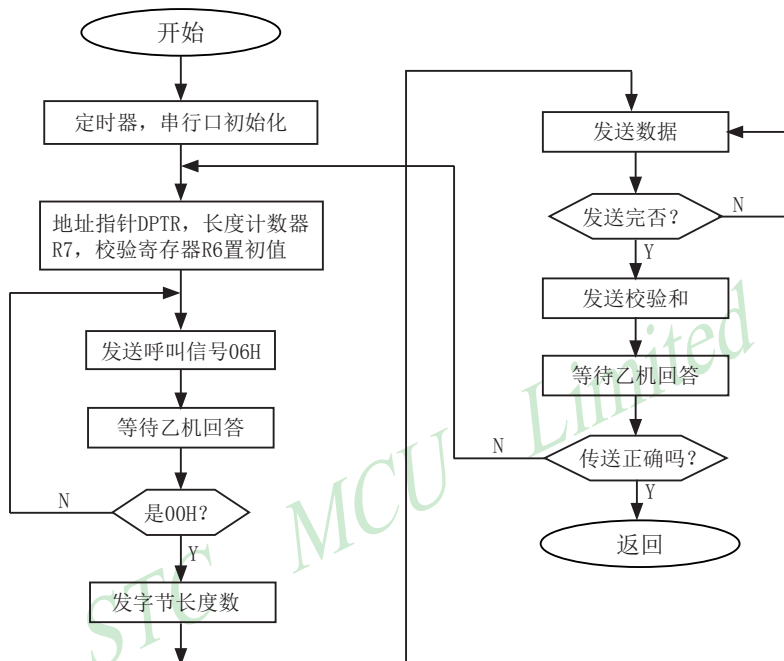 开始
定时器，串行口初始化
地址指针DPTR，长度计数器
R7，校验寄存器R6置初值
发送呼叫信号06H
等待乙机回答
是00H？
N
Y
发字节长度数
发送数据
发送完否？
N
Y
发送校验和
等待乙机回答
传送正确吗？
N
Y
返回
STC MCU Limited